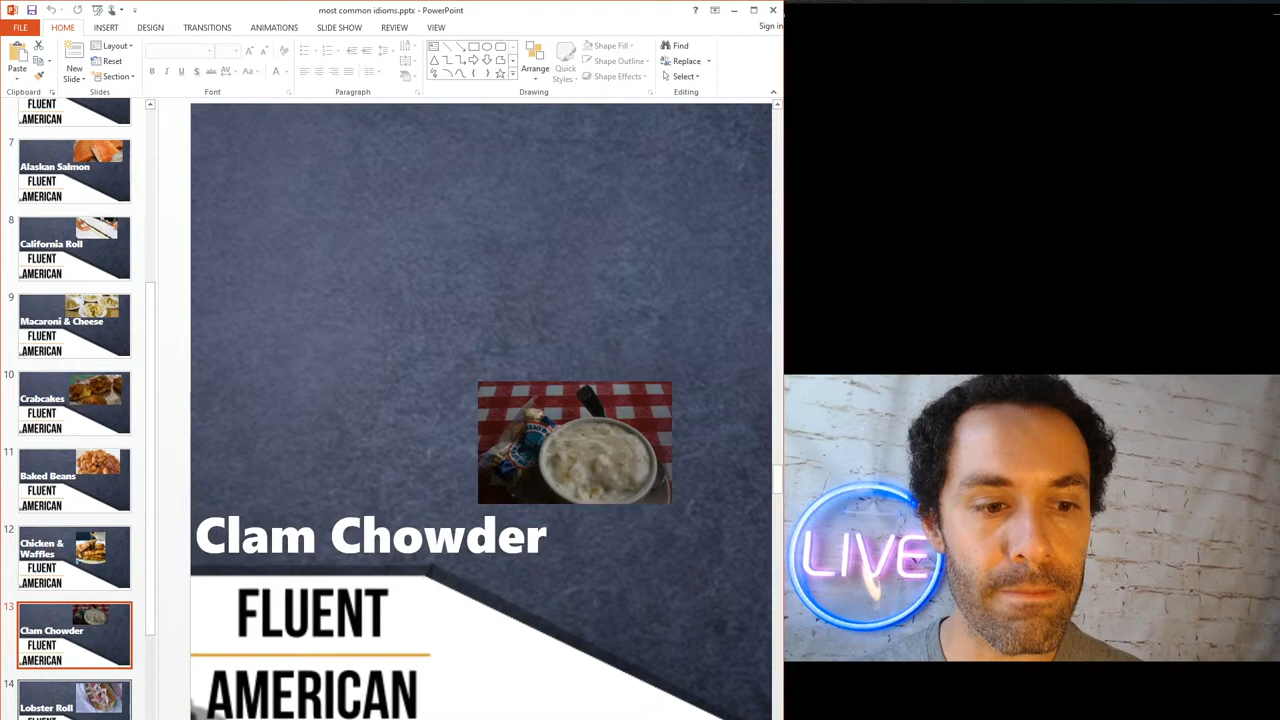 most common idioms.pptx - PowerPoint
Sign in
FILE
HOME
INSERT
DESIGN
TRANSITIONS
ANIMATIONS
SLIDE SHOW
REVIEW
VIEW
Paste
New
Slide
Layout
Reset
Section
B I U S abc AV Aa A
Arrange
Quick
Styles
Shape Fill
Shape Outline
Shape Effects
Find
Replace
Select
Clipboard
Slides
Font
Paragraph
Drawing
Editing
FLUENT
AMERICAN
7
Alaskan Salmon
FLUENT
AMERICAN
8
California Roll
FLUENT
AMERICAN
9
Macaroni & Cheese
FLUENT
AMERICAN
10
Crabcakes
FLUENT
AMERICAN
11
Baked Beans
FLUENT
AMERICAN
12
Chicken &
Waffles
FLUENT
AMERICAN
13
Clam Chowder
FLUENT
AMERICAN
14
Lobster Roll
FLUENT
Clam Chowder
FLUENT
AMERICAN
LIVE